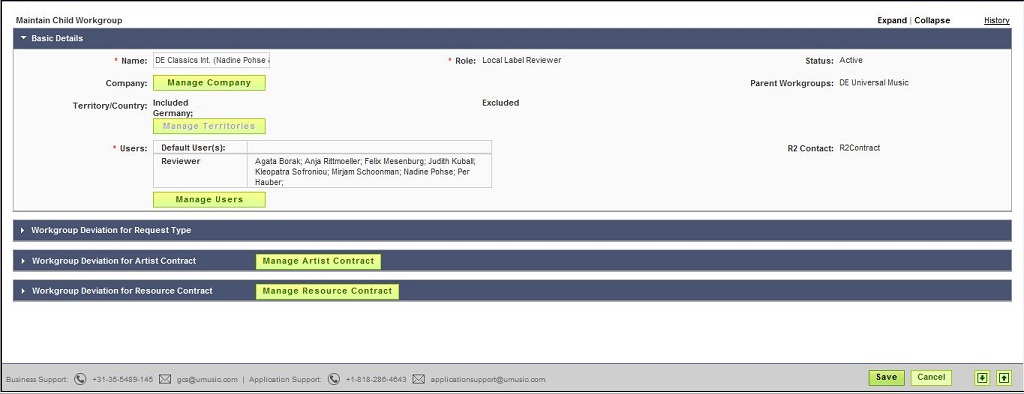 Maintain Child Workgroup Expand | Collapse History
Basic Details
* Name: DE Classics Int. (Nadine Pohse * Role: Local Label Reviewer Status: Active
Company: Manage Company Parent Workgroups: DE Universal Music
Territory/Country: Included Excluded
Germany;
Manage Territories
* Users: Default User(s): R2 Contact: R2Contract
Reviewer Agata Borak; Anja Rittmoeller; Felix Mesenburg; Judith Kuball;
Kleopatra Sofroniou; Mirjam Schoonman; Nadine Pohse; Per
Hauber;
Manage Users
Workgroup Deviation for Request Type
Workgroup Deviation for Artist Contract Manage Artist Contract
Workgroup Deviation for Resource Contract Manage Resource Contract
Business Support: +31-35-5489-145 gcs@umusic.com | Application Support: +1-818-286-4643 applicationsupport@umusic.com Save Cancel